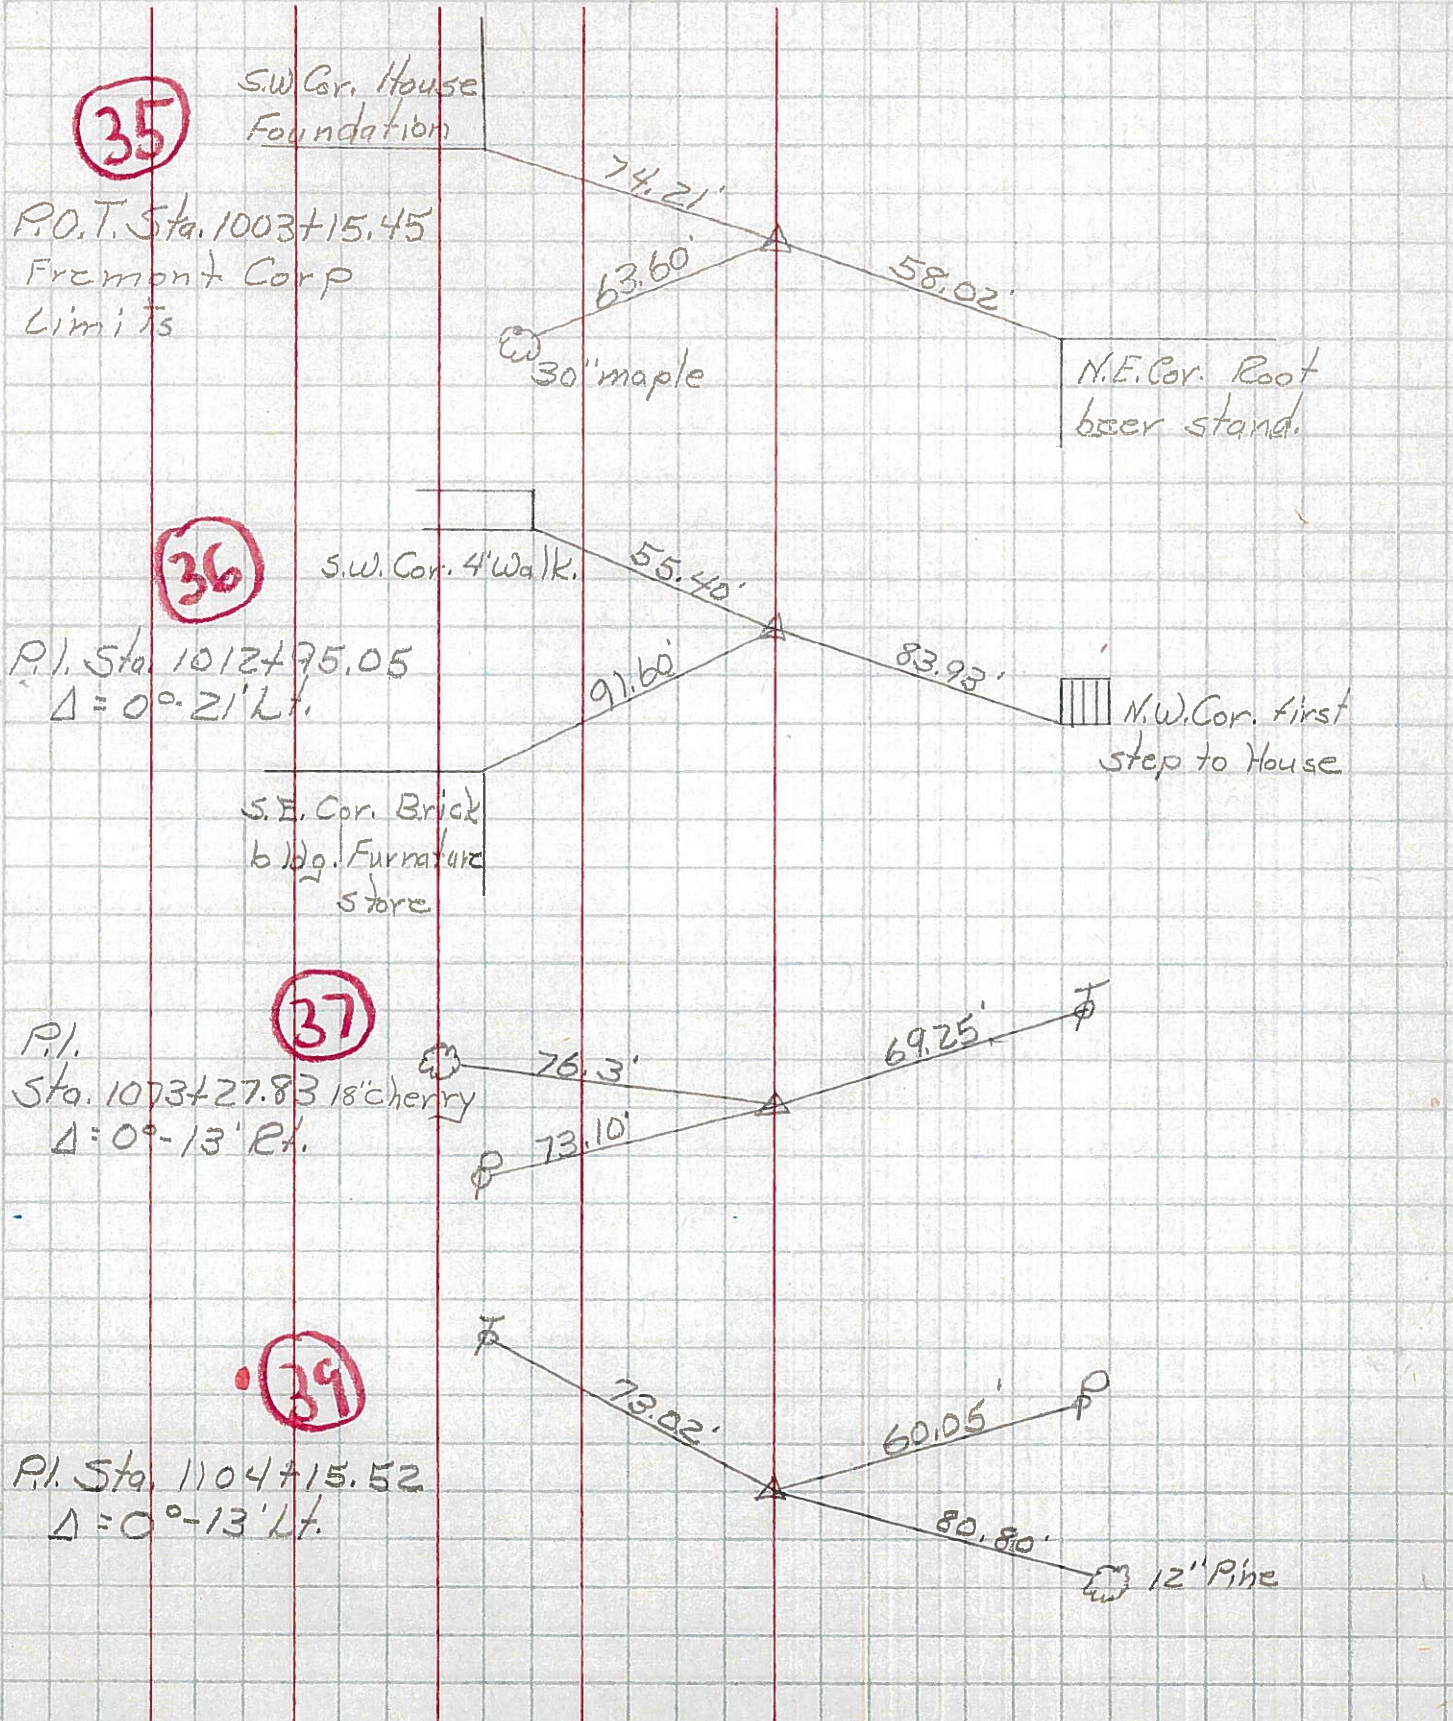 35
S.W Cor. House
Foundation
74.21'
P.O.T. Sta. 1003+15.45
Fremont Corp
Limits
63.60'
58.02'
30" maple
N.E. Cor. Root
beer stand.
36
S.W. Cor. 4' Walk.
55.40'
P.I. Sta. 1012+75.05
Δ = 0°-21' Lt.
91.60'
83.93'
N.W. Cor. first
step to House
S.E. Cor. Brick
bldg. Furnature
store
37
P.I.
Sta. 1073+27.83
Δ = 0°-13' Rt.
76.3'
18" cherry
73.10'
69.25'
39
73.02'
60.05'
P.I. Sta. 1104+15.52
Δ = 0°-13' Lt.
80.80'
12" Pine